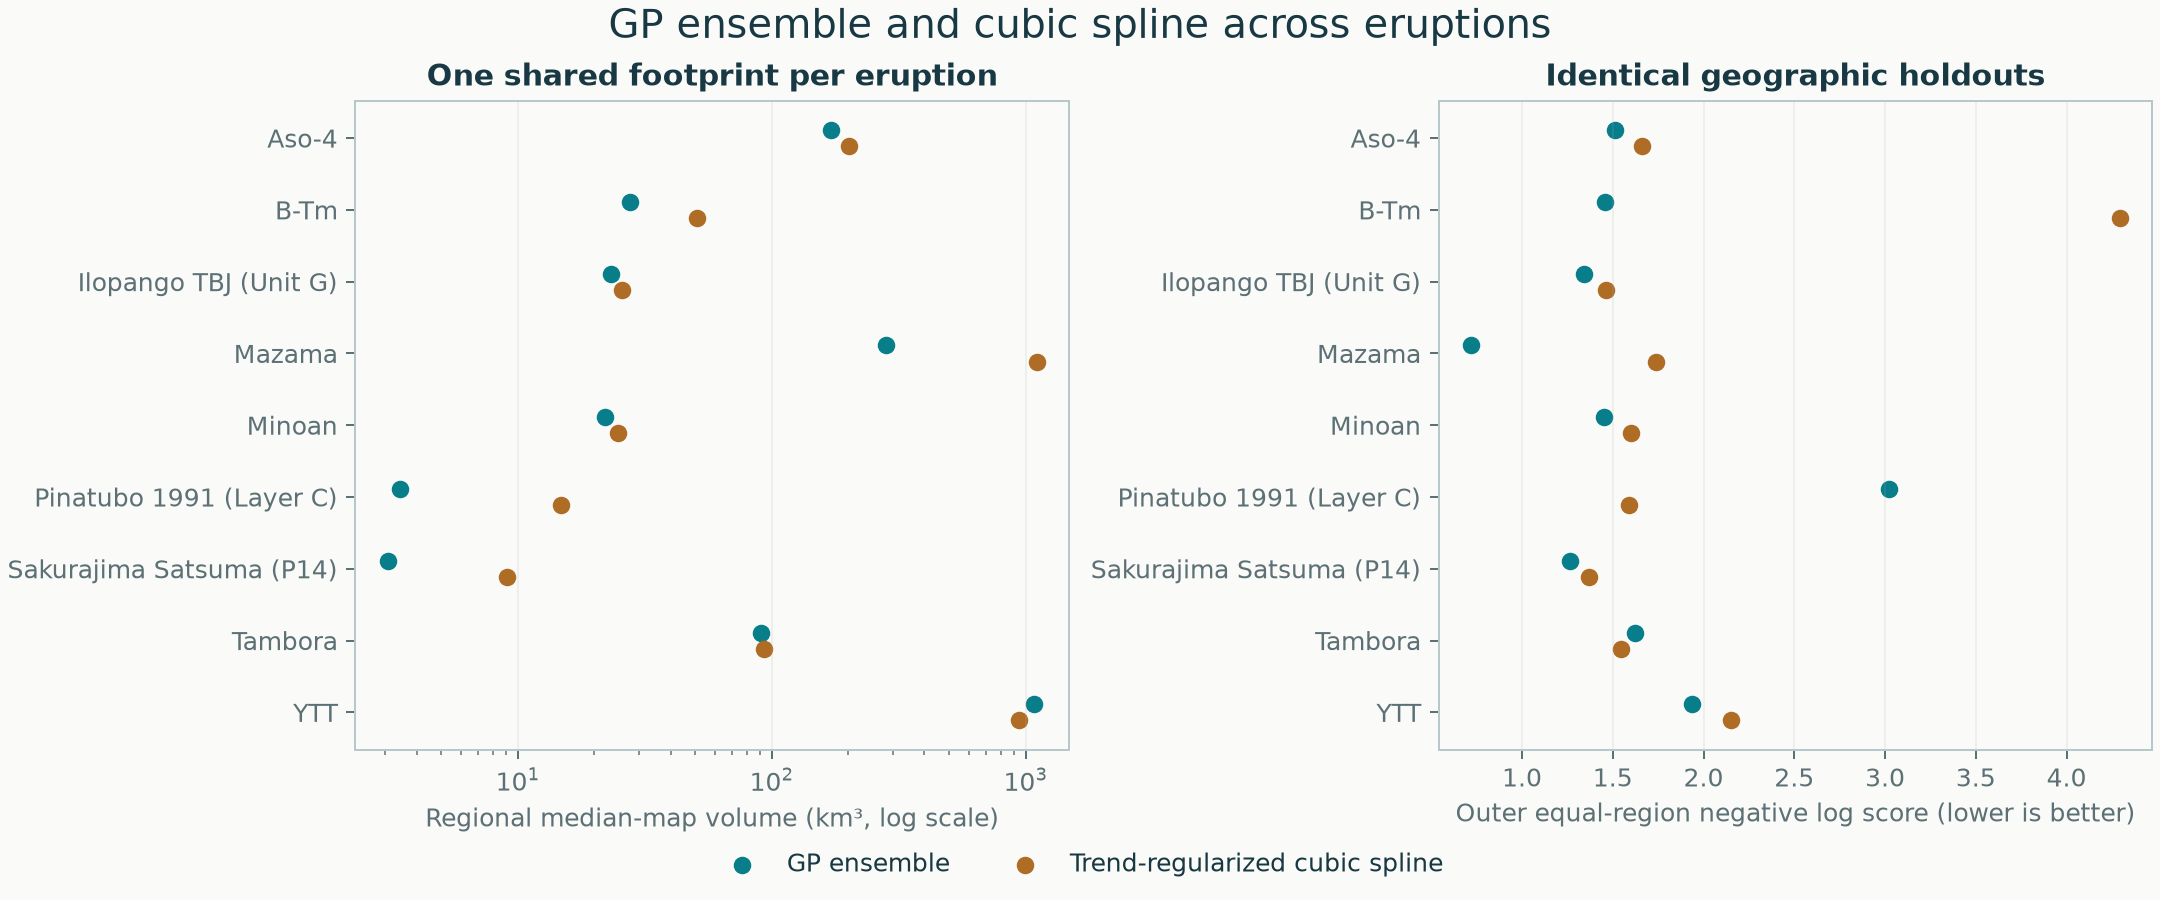 GP ensemble and cubic spline across eruptions
One shared footprint per eruption
Aso-4
B-Tm
Ilopango TBJ (Unit G)
Mazama
Minoan
Pinatubo 1991 (Layer C)
Sakurajima Satsuma (P14)
Tambora
YTT
10¹ 10² 10³
Regional median-map volume (km³, log scale)
Identical geographic holdouts
Aso-4
B-Tm
Ilopango TBJ (Unit G)
Mazama
Minoan
Pinatubo 1991 (Layer C)
Sakurajima Satsuma (P14)
Tambora
YTT
1.0 1.5 2.0 2.5 3.0 3.5 4.0
Outer equal-region negative log score (lower is better)
GP ensemble Trend-regularized cubic spline